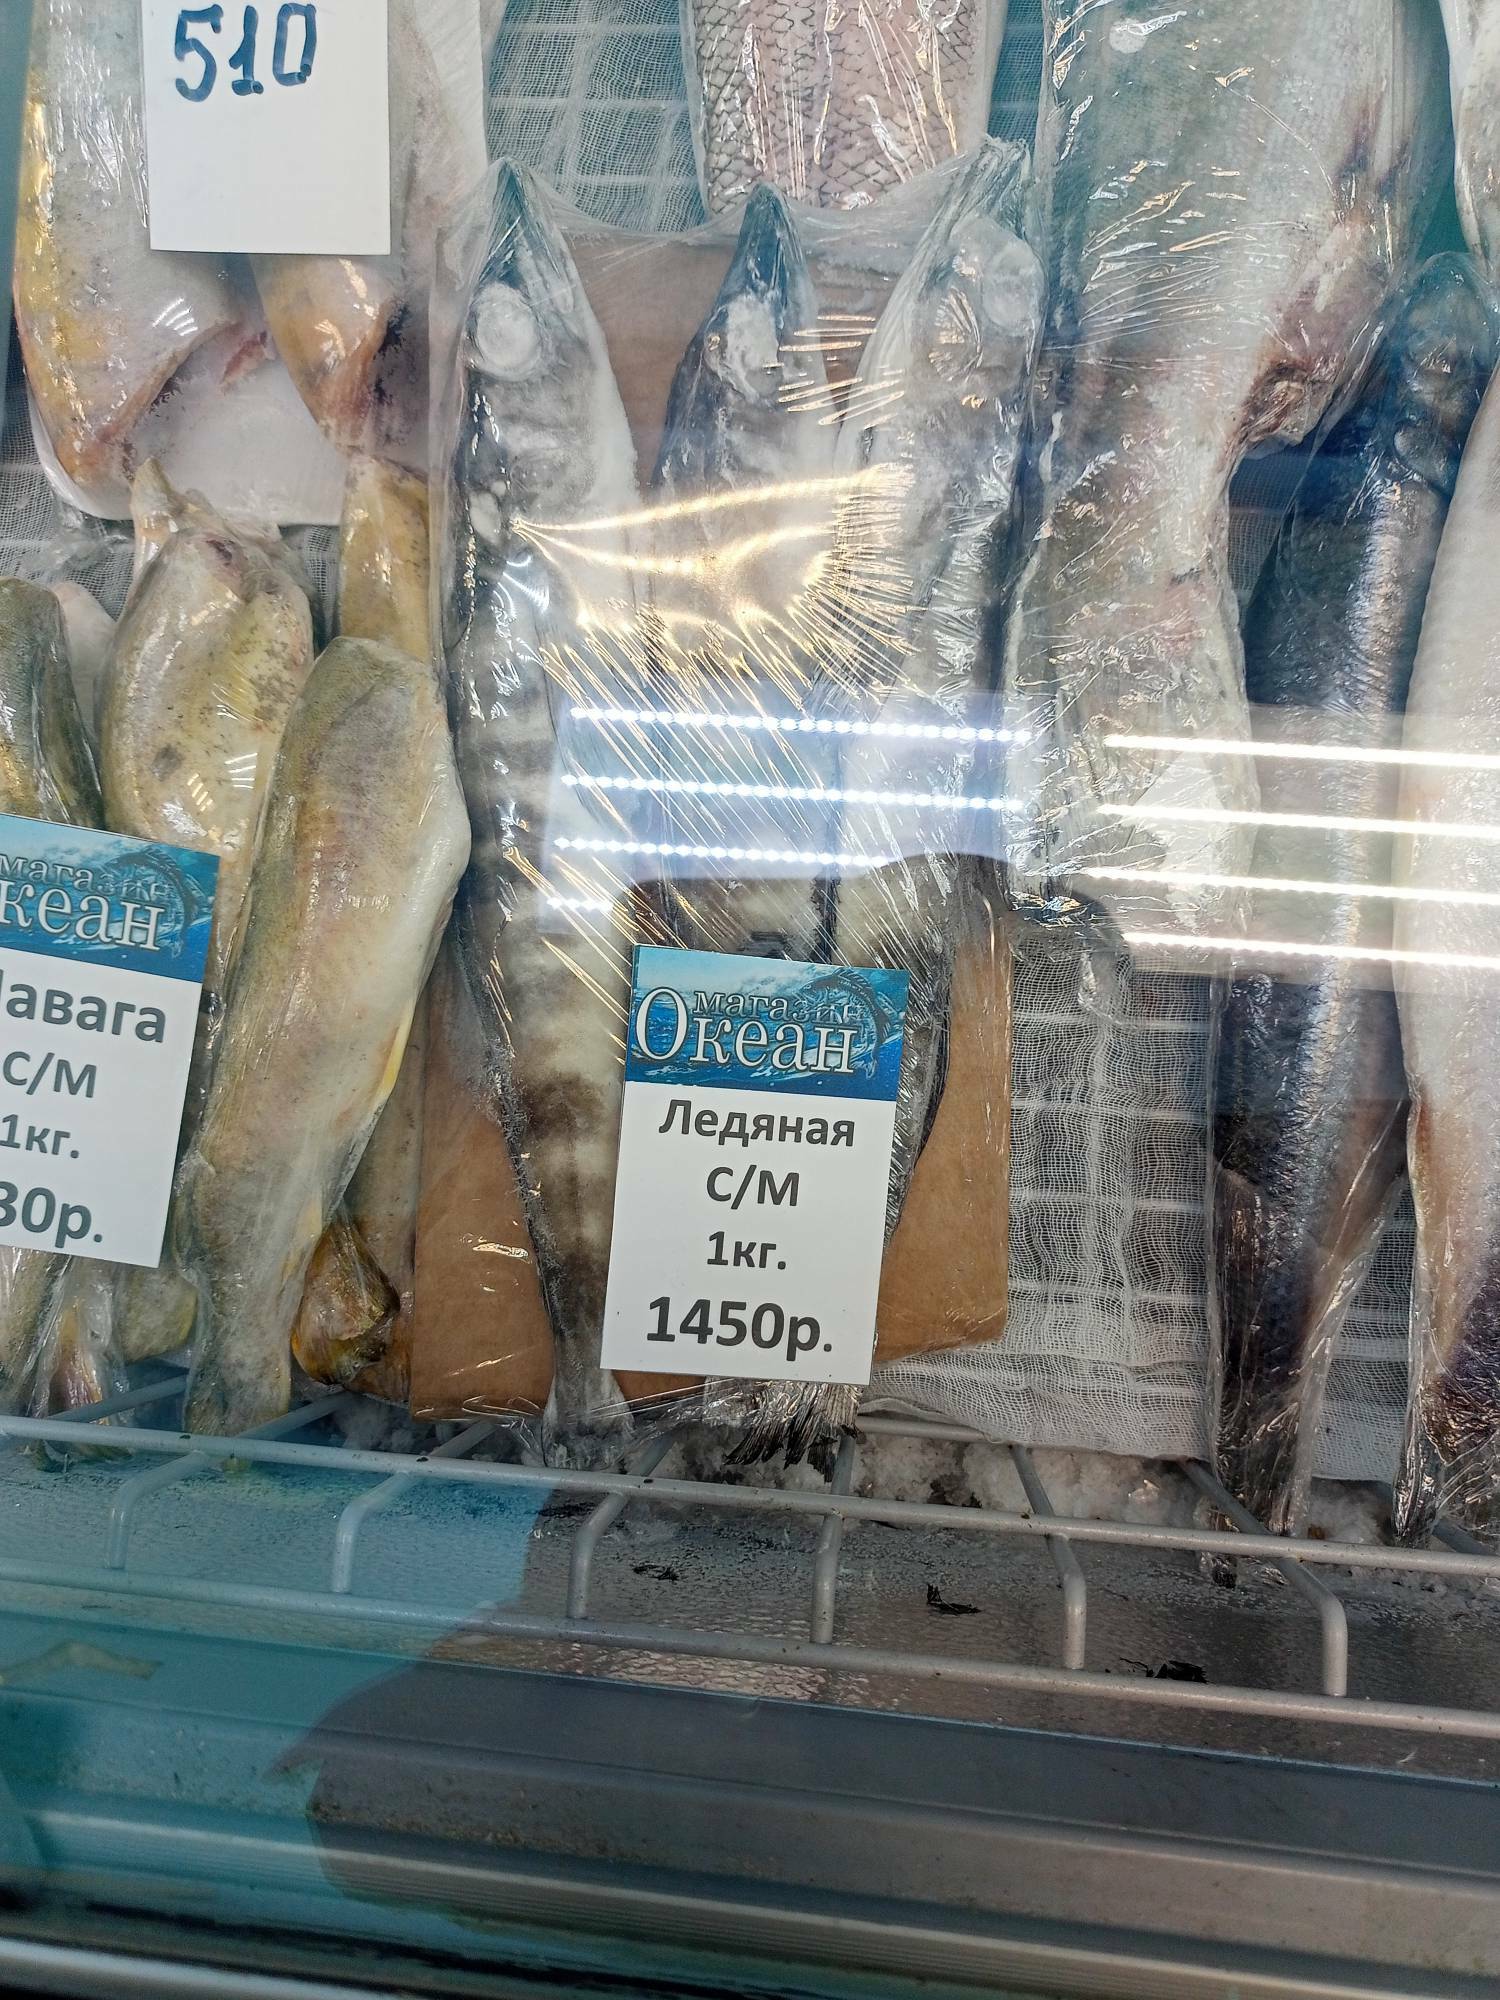 510
магазин
Океан
авага
С/М
1кг.
30р.
магазин
Океан
Ледяная
С/М
1кг.
1450р.